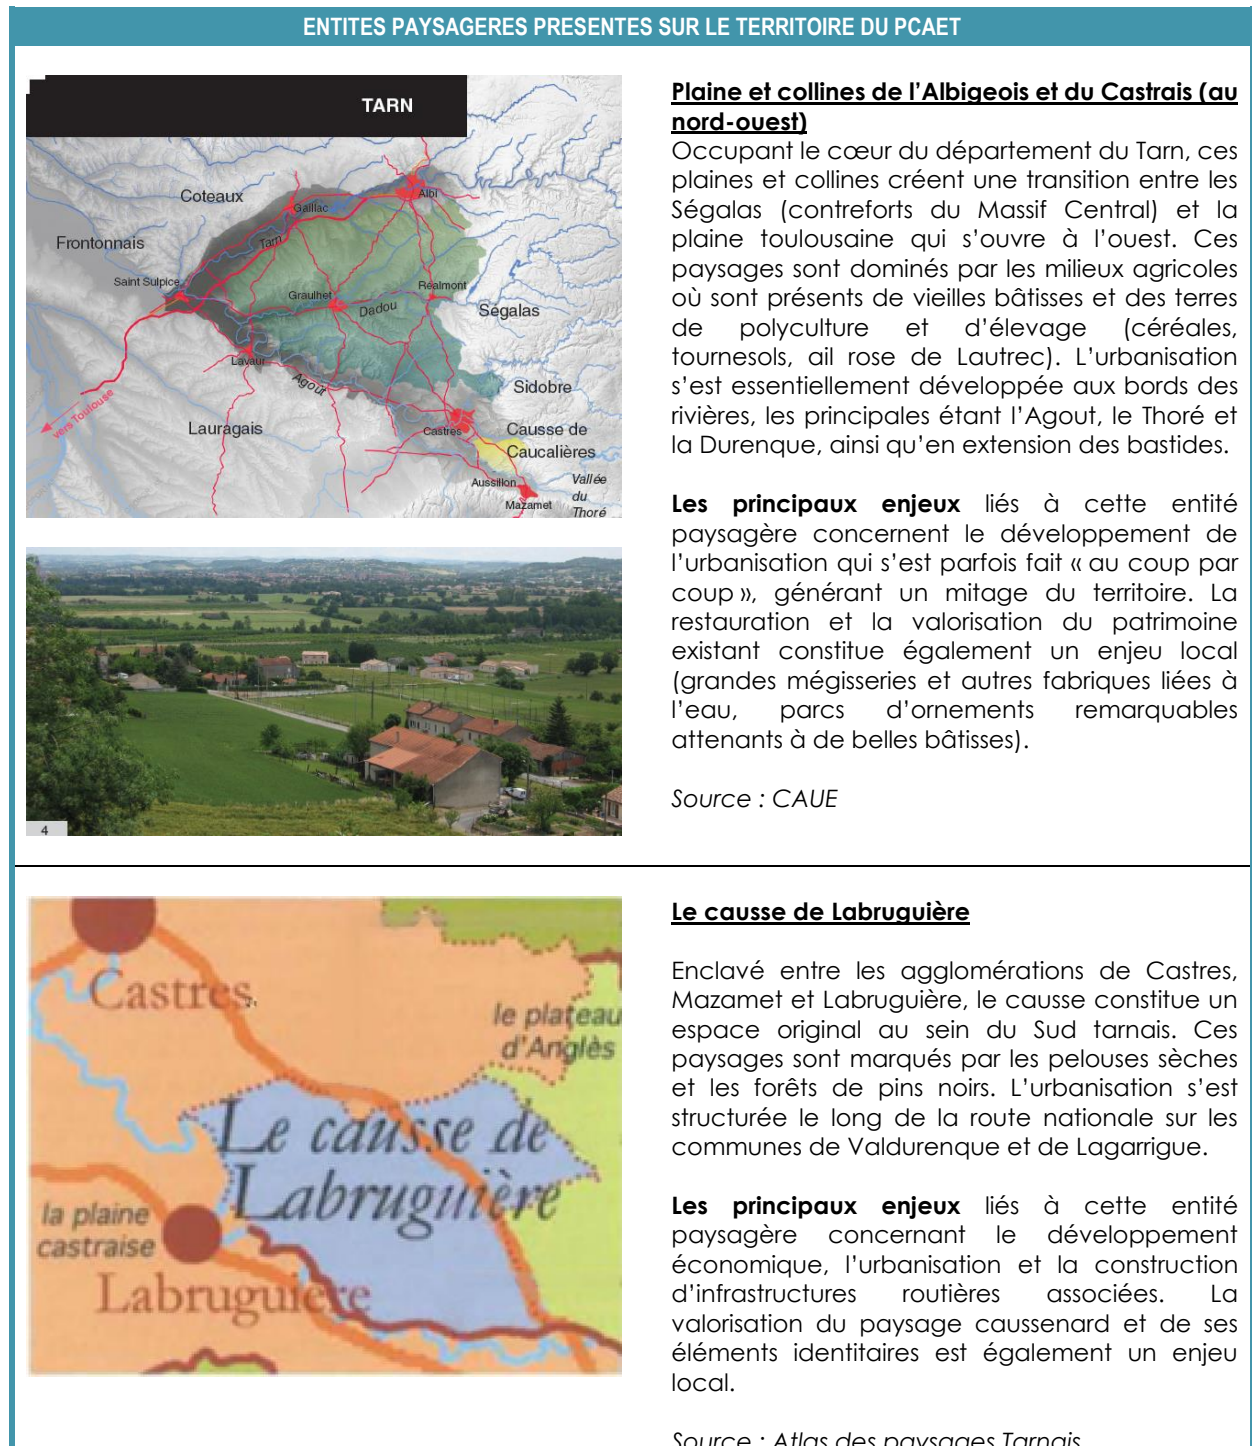 ENTITES PAYSAGERES PRESENTES SUR LE TERRITOIRE DU PCAET
TARN
Coteaux
Albi
Gaillac
Frontonnais
Tarn
Saint Sulpice
Graulhet
Réalmont
Dadou
Ségalas
Lavaur
Agoût
Sidobre
vers Toulouse
Lauragais
Castres
Causse de
Caucalières
Aussillon
Mazamet
Vallée
du
Thoré
4
Plaine et collines de l’Albigeois et du Castrais (au
nord-ouest)
Occupant le cœur du département du Tarn, ces
plaines et collines créent une transition entre les
Ségalas (contreforts du Massif Central) et la
plaine toulousaine qui s’ouvre à l’ouest. Ces
paysages sont dominés par les milieux agricoles
où sont présents de vieilles bâtisses et des terres
de polyculture et d’élevage (céréales,
tournesols, ail rose de Lautrec). L’urbanisation
s’est essentiellement développée aux bords des
rivières, les principales étant l’Agout, le Thoré et
la Durenque, ainsi qu’en extension des bastides.
Les principaux enjeux liés à cette entité
paysagère concernent le développement de
l’urbanisation qui s’est parfois fait « au coup par
coup », générant un mitage du territoire. La
restauration et la valorisation du patrimoine
existant constitue également un enjeu local
(grandes mégisseries et autres fabriques liées à
l’eau, parcs d’ornements remarquables
attenants à de belles bâtisses).
Source : CAUE
Castres
le plateau
d'Anglès
Le causse de
Labruguière
la plaine
castraise
Labruguière
Le causse de Labruguière
Enclavé entre les agglomérations de Castres,
Mazamet et Labruguière, le causse constitue un
espace original au sein du Sud tarnais. Ces
paysages sont marqués par les pelouses sèches
et les forêts de pins noirs. L’urbanisation s’est
structurée le long de la route nationale sur les
communes de Valdurenque et de Lagarrigue.
Les principaux enjeux liés à cette entité
paysagère concernant le développement
économique, l’urbanisation et la construction
d’infrastructures routières associées. La
valorisation du paysage caussenard et de ses
éléments identitaires est également un enjeu
local.
Source : Atlas des paysages Tarnais